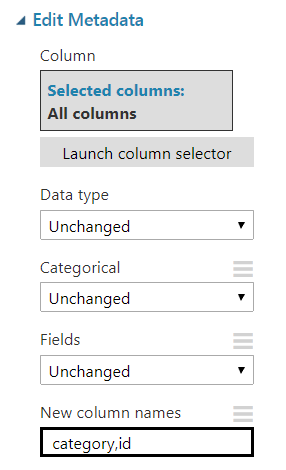 Edit Metadata
Column
Selected columns:
All columns
Launch column selector
Data type
Unchanged
Categorical
Unchanged
Fields
Unchanged
New column names
category,id